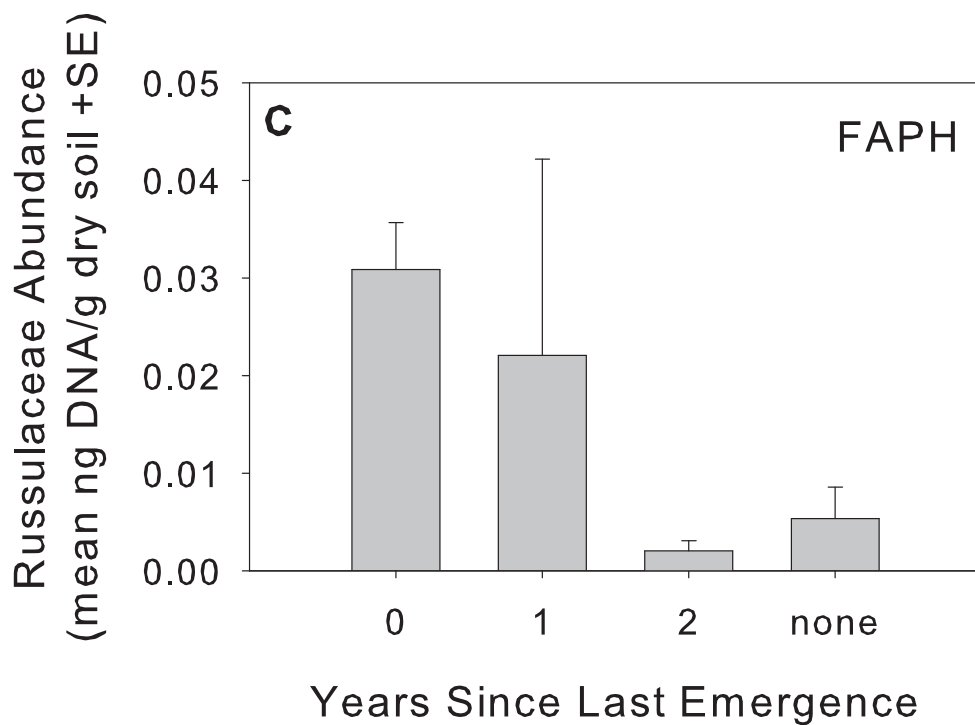 Russulaceae Abundance
(mean ng DNA/g dry soil +SE)
0.05
0.04
0.03
0.02
0.01
0.00
C
FAPH
0 1 2 none
Years Since Last Emergence